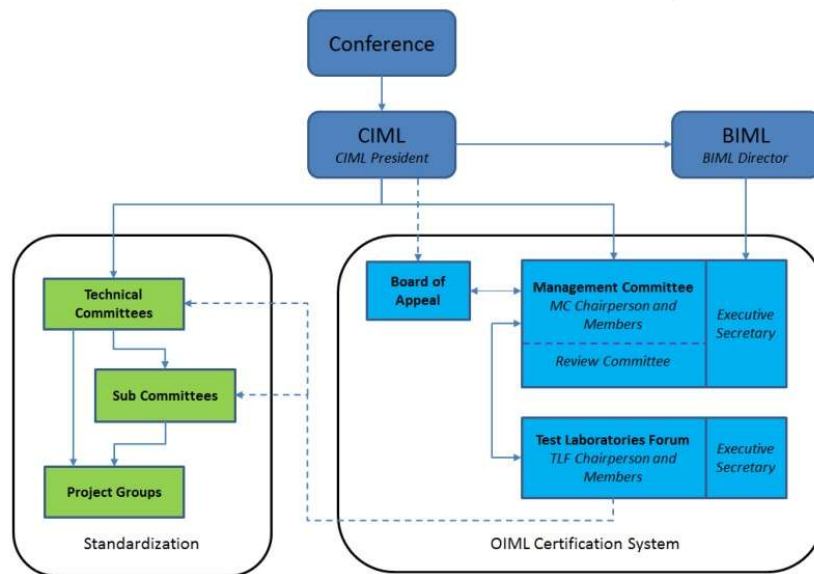 Conference
CIML
CIML President
BIML
BIML Director
Technical
Committees
Sub Committees
Project Groups
Standardization
Board of
Appeal
Management Committee
MC Chairperson and
Members
Review Committee
Executive
Secretary
Test Laboratories Forum
TLF Chairperson and
Members
Executive
Secretary
OIML Certification System